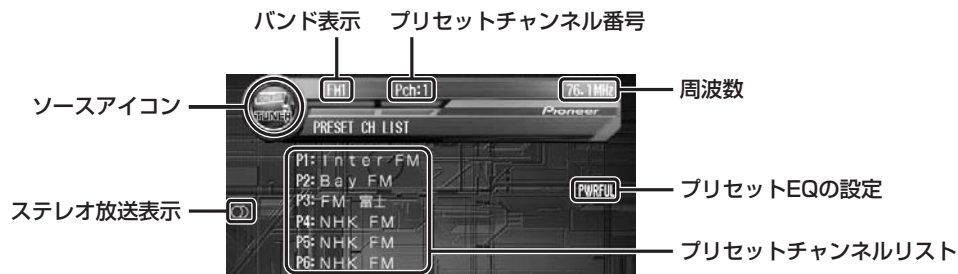 バンド表示 プリセットチャンネル番号
ソースアイコン
FM1 Pch:1 76.1MHz
周波数
TUNER
Pioneer
PRESET CH LIST
P1: Inter FM
P2: Bay FM
P3: FM 富士
P4: NHK FM
P5: NHK FM
P6: NHK FM
PWRFUL
プリセットEQの設定
ステレオ放送表示
プリセットチャンネルリスト